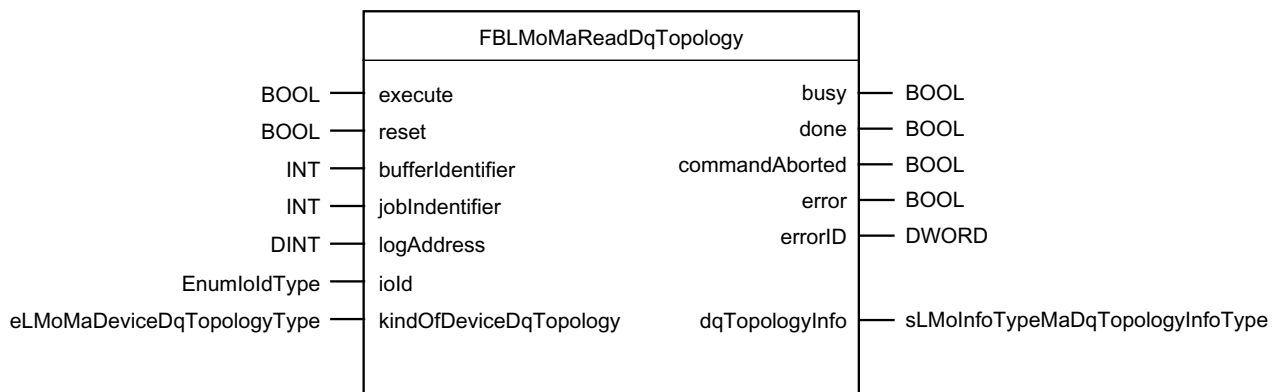 FBLMoMaReadDqTopology
BOOL execute busy BOOL
BOOL reset done BOOL
INT bufferIdentifier commandAborted BOOL
INT jobIndentifier error BOOL
DINT logAddress errorID DWORD
EnumIoIdType ioId
eLMoMaDeviceDqTopologyType kindOfDeviceDqTopology dqTopologyInfo sLMoInfoTypeMaDqTopologyInfoType